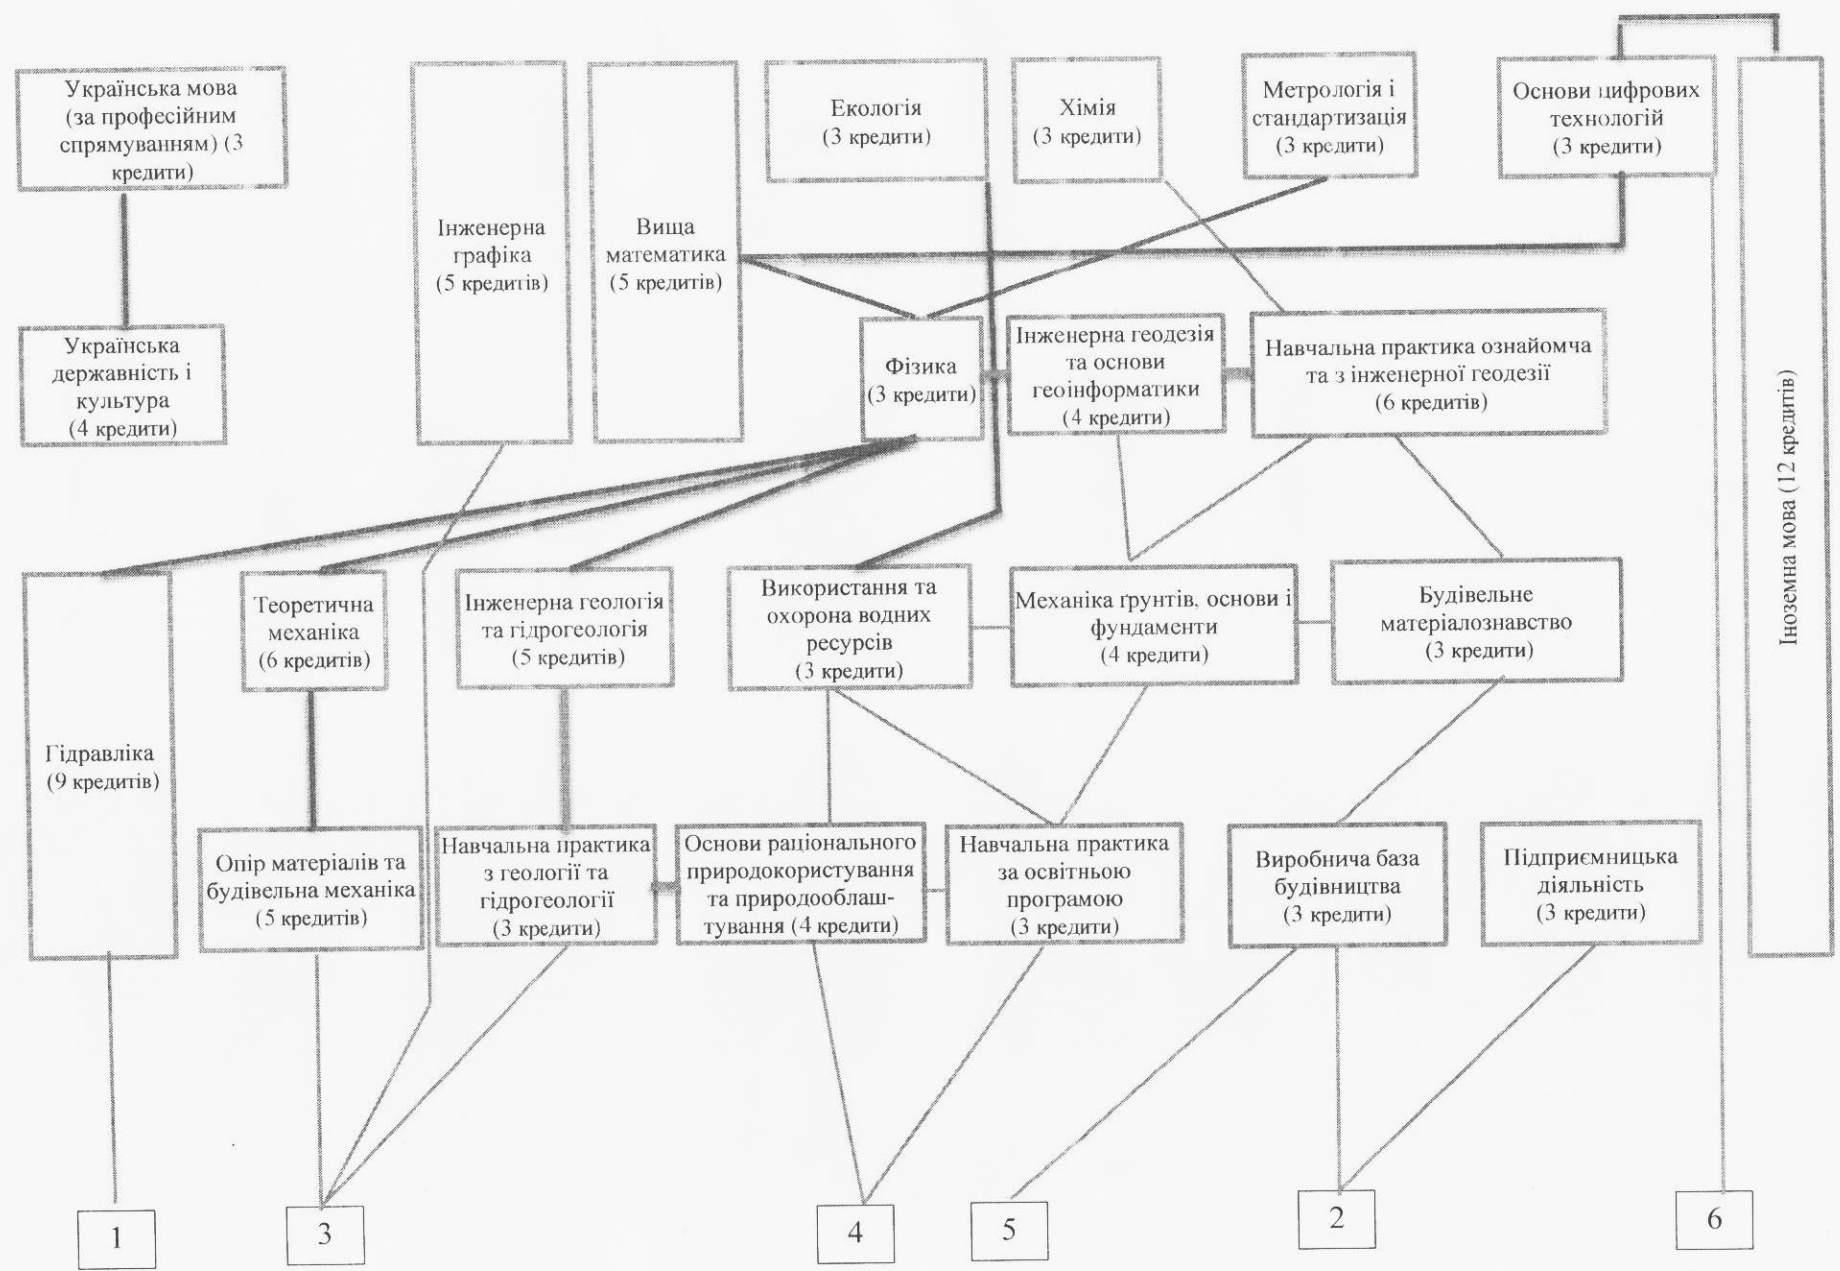 Українська мова
(за професійним
спрямуванням) (3
кредити)
Інженерна
графіка
(5 кредитів)
Вища
математика
(5 кредитів)
Екологія
(3 кредити)
Хімія
(3 кредити)
Метрологія і
стандартизація
(3 кредити)
Основи цифрових
технологій
(3 кредити)
Іноземна мова (12 кредитів)
Українська
державність і
культура
(4 кредити)
Фізика
(3 кредити)
Інженерна геодезія
та основи
геоінформатики
(4 кредити)
Навчальна практика ознайомча
та з інженерної геодезії
(6 кредитів)
Гідравліка
(9 кредитів)
Теоретична
механіка
(6 кредитів)
Інженерна геологія
та гідрогеологія
(5 кредитів)
Використання та
охорона водних
ресурсів
(3 кредити)
Механіка ґрунтів, основи і
фундаменти
(4 кредити)
Будівельне
матеріалознавство
(3 кредити)
Опір матеріалів та
будівельна механіка
(5 кредитів)
Навчальна практика
з геології та
гідрогеології
(3 кредити)
Основи раціонального
природокористування
та природооблаш-
тування (4 кредити)
Навчальна практика
за освітньою
програмою
(3 кредити)
Виробнича база
будівництва
(3 кредити)
Підприємницька
діяльність
(3 кредити)
1
3
4
5
2
6